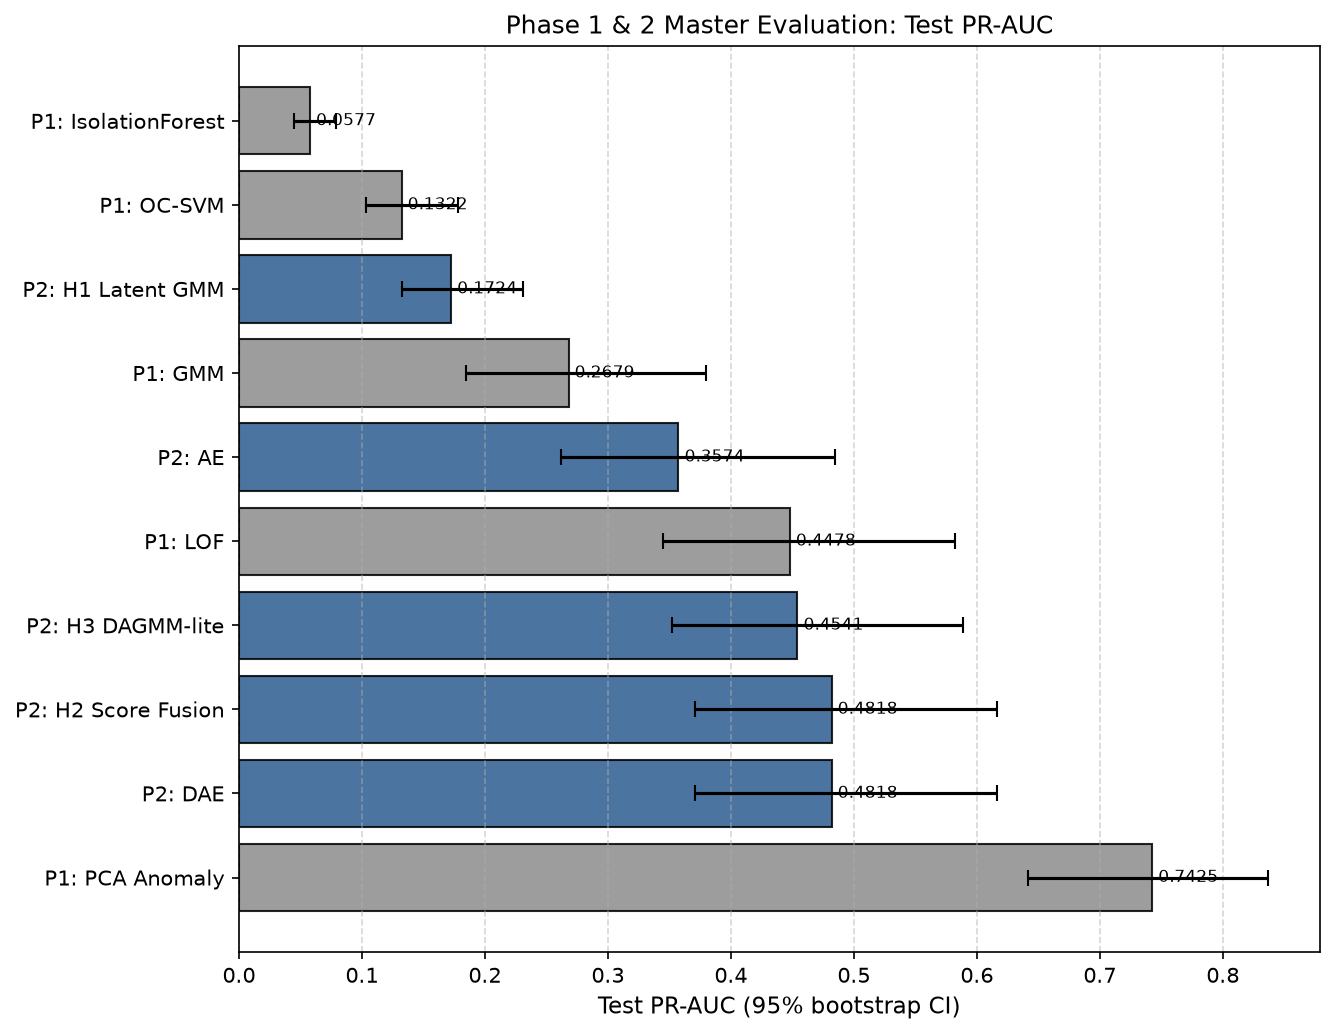 Phase 1 & 2 Master Evaluation: Test PR-AUC
P1: IsolationForest
0.0577
P1: OC-SVM
0.1322
P2: H1 Latent GMM
0.1724
P1: GMM
0.2679
P2: AE
0.3574
P1: LOF
0.4478
P2: H3 DAGMM-lite
0.4541
P2: H2 Score Fusion
0.4818
P2: DAE
0.4818
P1: PCA Anomaly
0.7425
0.0 0.1 0.2 0.3 0.4 0.5 0.6 0.7 0.8
Test PR-AUC (95% bootstrap CI)